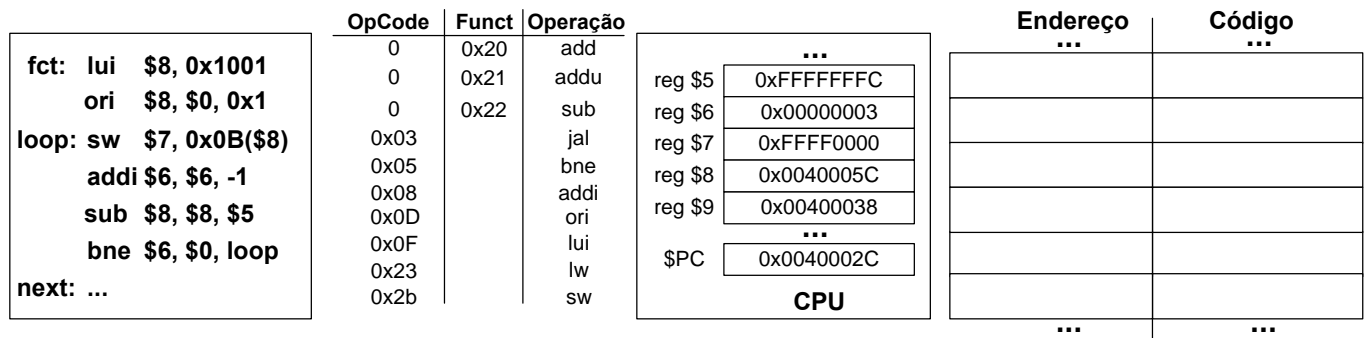 fct: lui $8, 0x1001
ori $8, $0, 0x1
loop: sw $7, 0x0B($8)
addi $6, $6, -1
sub $8, $8, $5
bne $6, $0, loop
next: ...
OpCode Funct Operação
0 0x20 add
0 0x21 addu
0 0x22 sub
0x03 jal
0x05 bne
0x08 addi
0x0D ori
0x0F lui
0x23 lw
0x2b sw
...
reg $5 0xFFFFFFFC
reg $6 0x00000003
reg $7 0xFFFF0000
reg $8 0x0040005C
reg $9 0x00400038
...
$PC 0x0040002C
CPU
Endereço Código
... ...
... ...